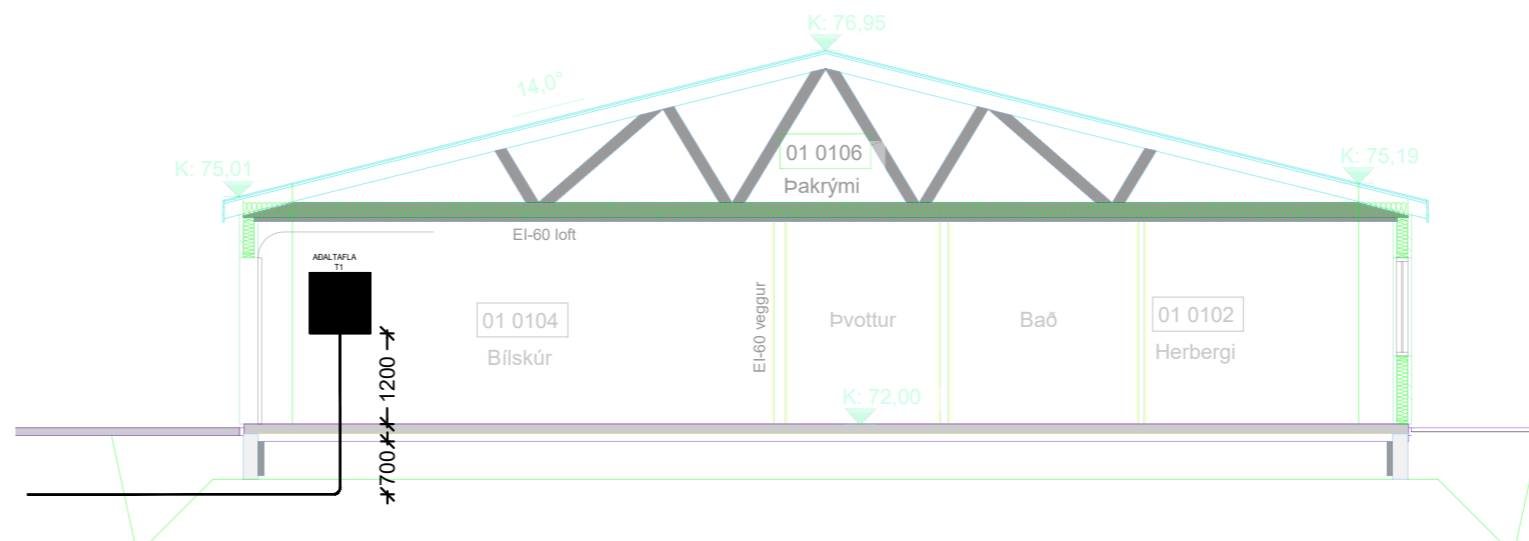 K: 76,95
14,0°
K: 75,01
01 0106
Þakrými
K: 75,19
EI-60 loft
AÐALTAFLA
T1
01 0104
Bílskúr
EI-60 veggur
Þvottur
Bað
01 0102
Herbergi
1200
K: 72,00
700